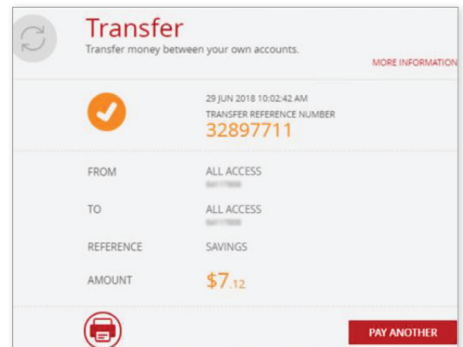 Transfer
Transfer money between your own accounts.
MORE INFORMATION
29 JUN 2018 10:02:42 AM
TRANSFER REFERENCE NUMBER
32897711
FROM ALL ACCESS
TO ALL ACCESS
REFERENCE SAVINGS
AMOUNT $7.12
PAY ANOTHER